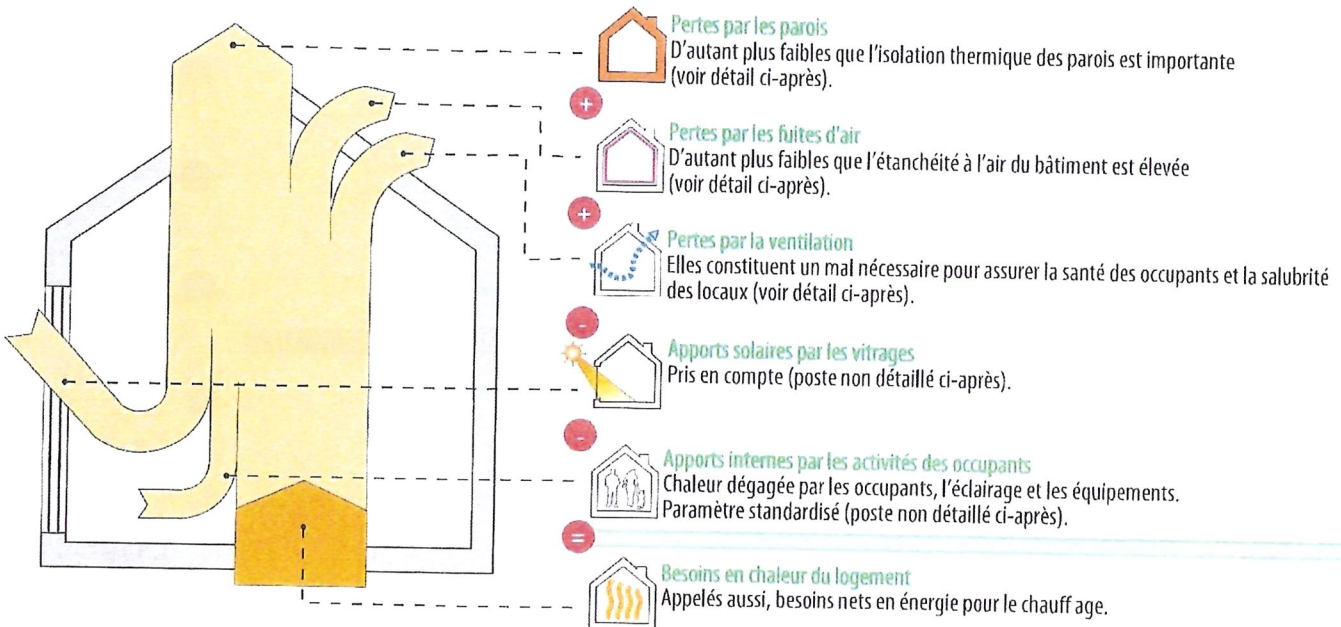 Pertes par les parois
D'autant plus faibles que l'isolation thermique des parois est importante
(voir détail ci-après).
+
Pertes par les fuites d'air
D'autant plus faibles que l'étanchéité à l'air du bâtiment est élevée
(voir détail ci-après).
+
Pertes par la ventilation
Elles constituent un mal nécessaire pour assurer la santé des occupants et la salubrité
des locaux (voir détail ci-après).
-
Apports solaires par les vitrages
Pris en compte (poste non détaillé ci-après).
-
Apports internes par les activités des occupants
Chaleur dégagée par les occupants, l'éclairage et les équipements.
Paramètre standardisé (poste non détaillé ci-après).
=
Besoins en chaleur du logement
Appelés aussi, besoins nets en énergie pour le chauff age.